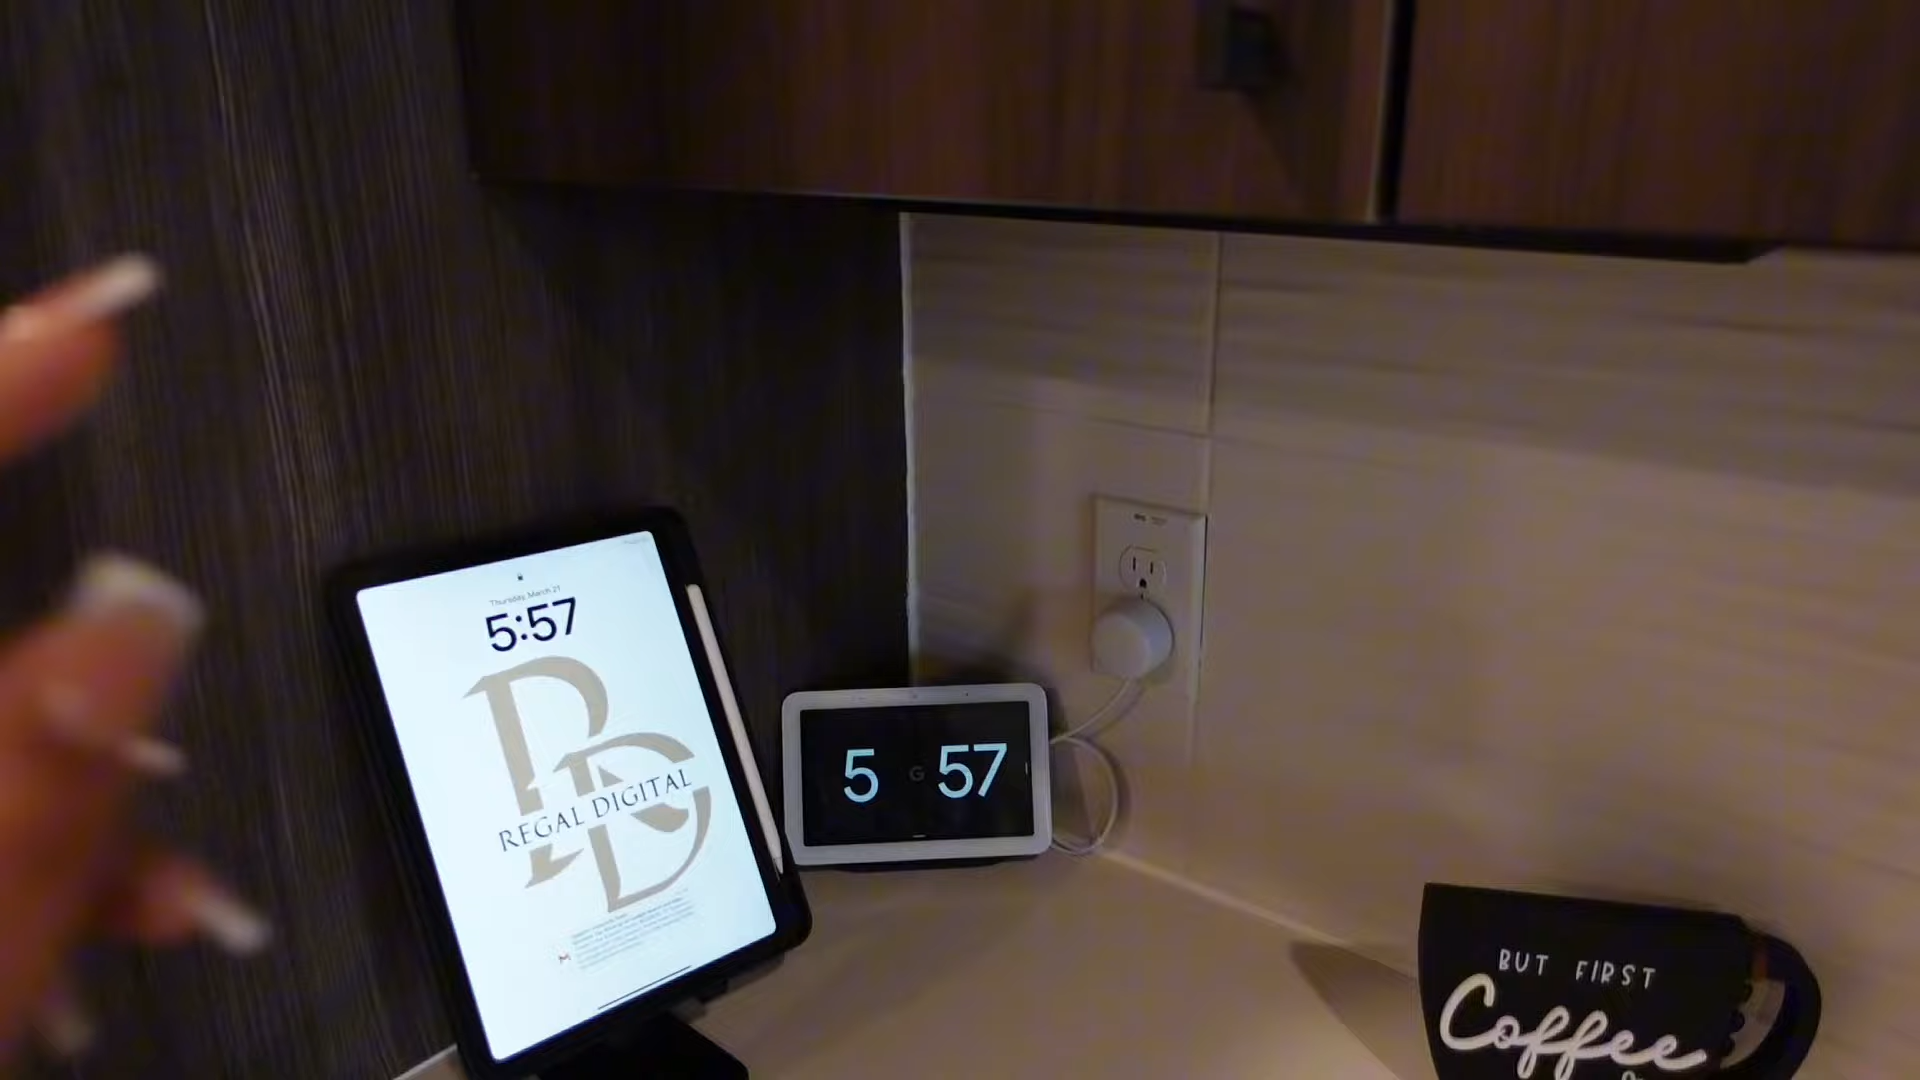 Thursday, March 21
5:57
REGAL DIGITAL
5 G 57
BUT FIRST
Coffee